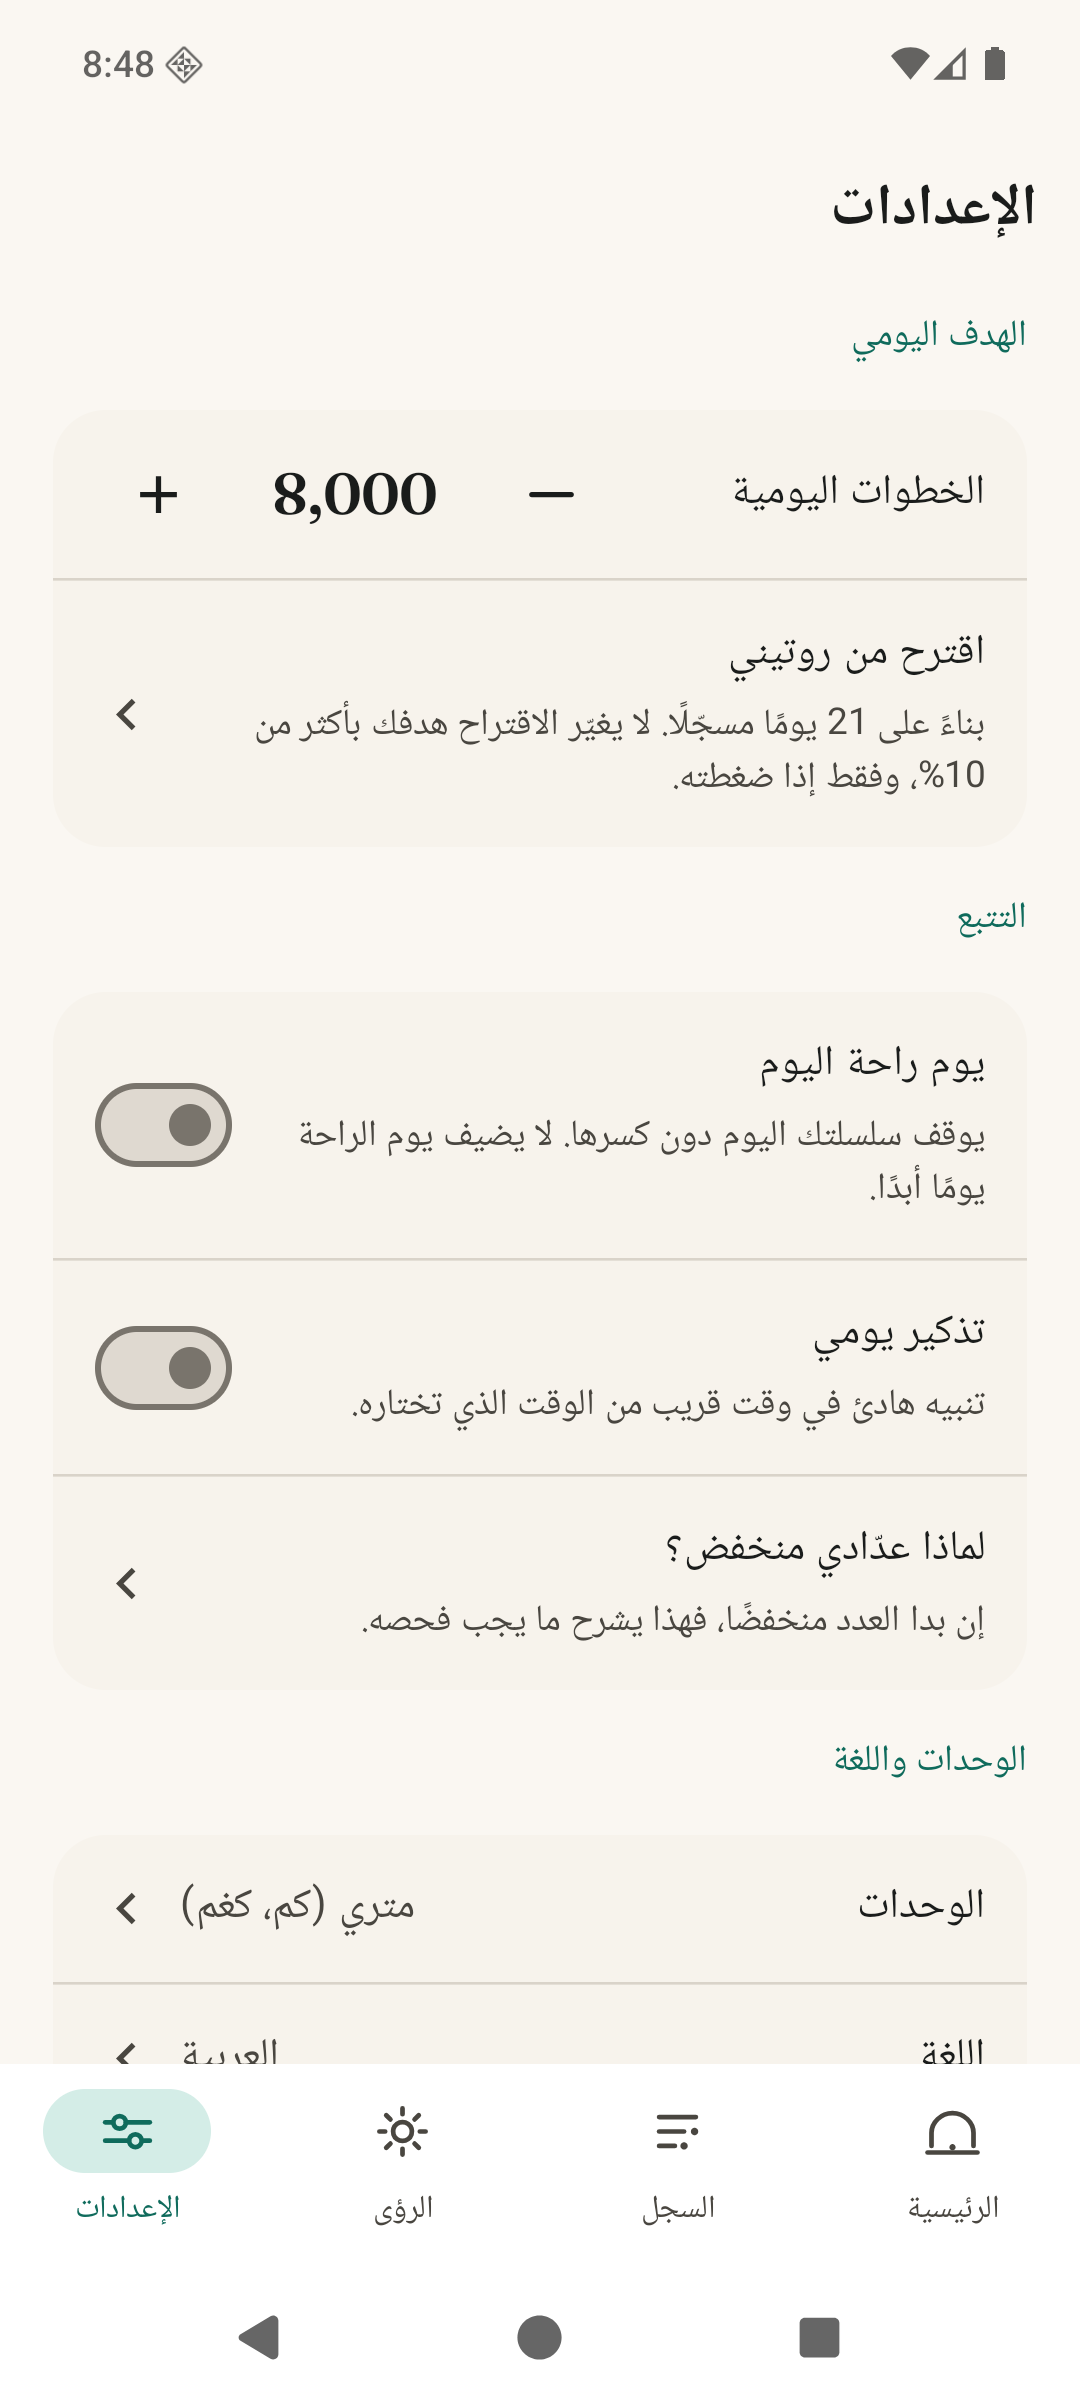 8:48
الإعدادات
الهدف اليومي
الخطوات اليومية
8,000
اقترح من روتيني
بناءً على 21 يومًا مسجّلًا. لا يغيّر الاقتراح هدفك بأكثر من
10%، وفقط إذا ضغطته.
التتبع
يوم راحة اليوم
يوقف سلسلتك اليوم دون كسرها. لا يضيف يوم الراحة
يومًا أبدًا.
تذكير يومي
تنبيه هادئ في وقت قريب من الوقت الذي تختاره.
لماذا عدّادي منخفض؟
إن بدا العدد منخفضًا، فهذا يشرح ما يجب فحصه.
الوحدات واللغة
الوحدات
متري (كم، كغم)
اللغة
العربية
الرئيسية
السجل
الرؤى
الإعدادات